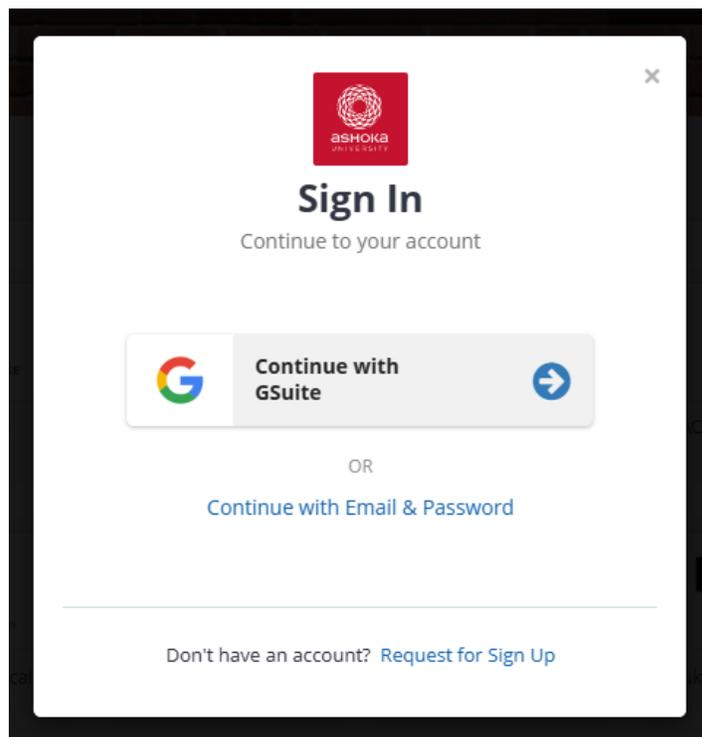 ×
ASHOKA
UNIVERSITY
Sign In
Continue to your account
Continue with
GSuite
OR
Continue with Email & Password
Don't have an account? Request for Sign Up